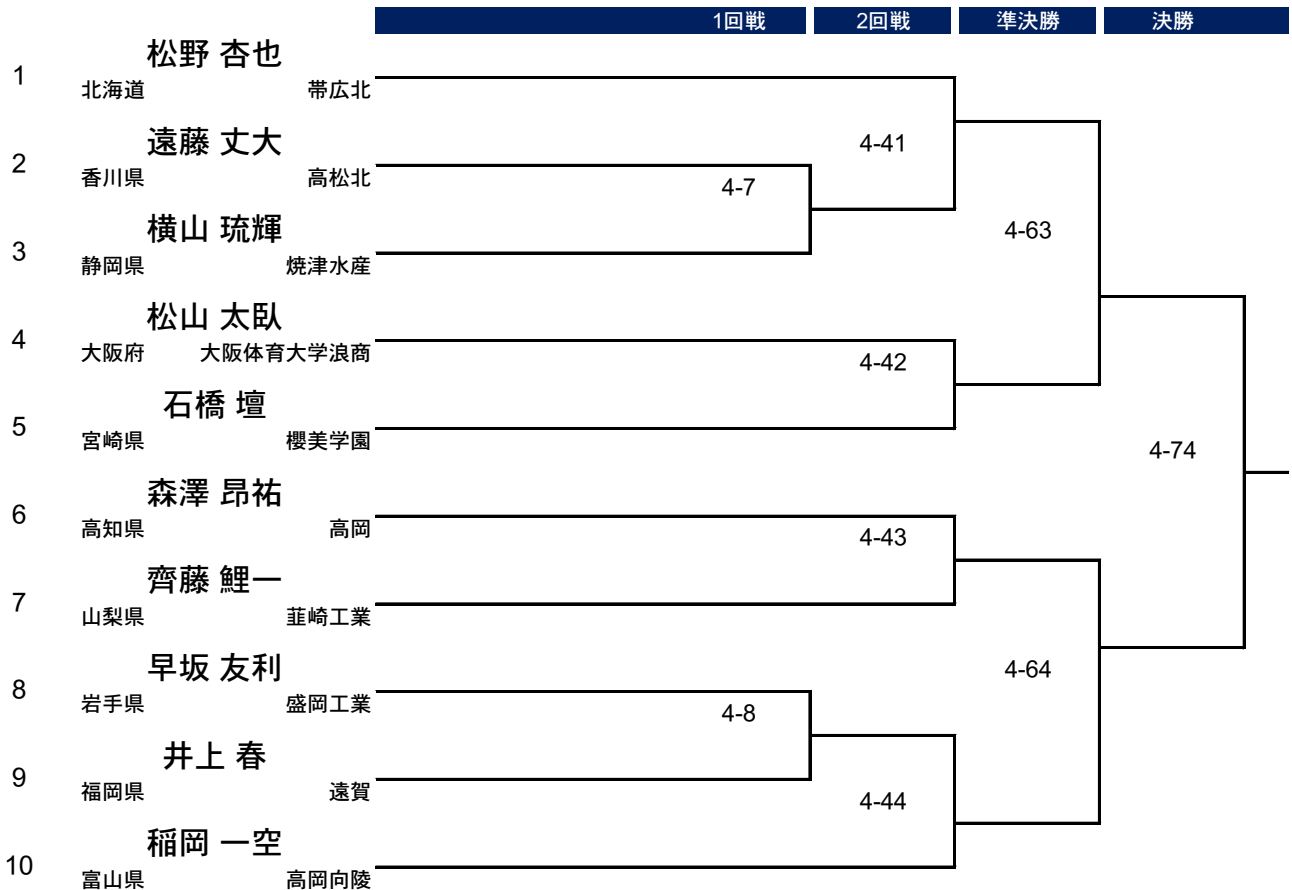 1回戦 2回戦 準決勝 決勝
松野 杏也
1
北海道 帯広北
遠藤 丈大
4-41
2
香川県 高松北
4-7
横山 琉輝
4-63
3
静岡県 焼津水産
松山 太臥
4
大阪府 大阪体育大学浪商
4-42
石橋 壇
5
宮崎県 櫻美学園
4-74
森澤 昂祐
6
高知県 高岡
4-43
齊藤 鯉一
7
山梨県 韮崎工業
早坂 友利
4-64
8
岩手県 盛岡工業
4-8
井上 春
9
福岡県 遠賀
4-44
稲岡 一空
10
富山県 高岡向陵